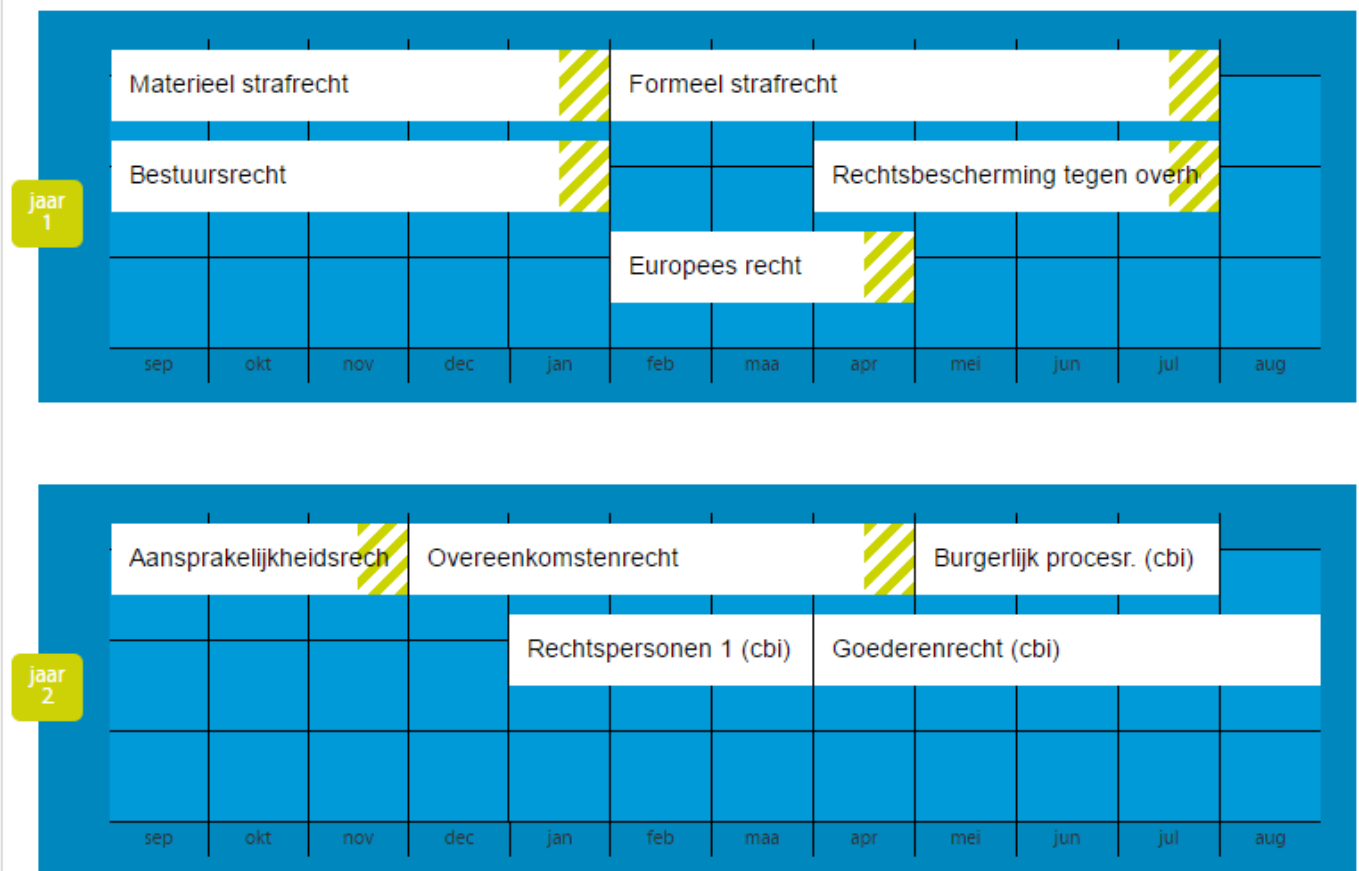 Materieel strafrecht
Formeel strafrecht
Bestuursrecht
Rechtsbescherming tegen overh
jaar
1
Europees recht
sep okt nov dec jan feb maa apr mei jun jul aug
Aansprakelijkheidsrech
Overeenkomstenrecht
Burgerlijk procesr. (cbi)
Rechtspersonen 1 (cbi)
Goederenrecht (cbi)
jaar
2
sep okt nov dec jan feb maa apr mei jun jul aug